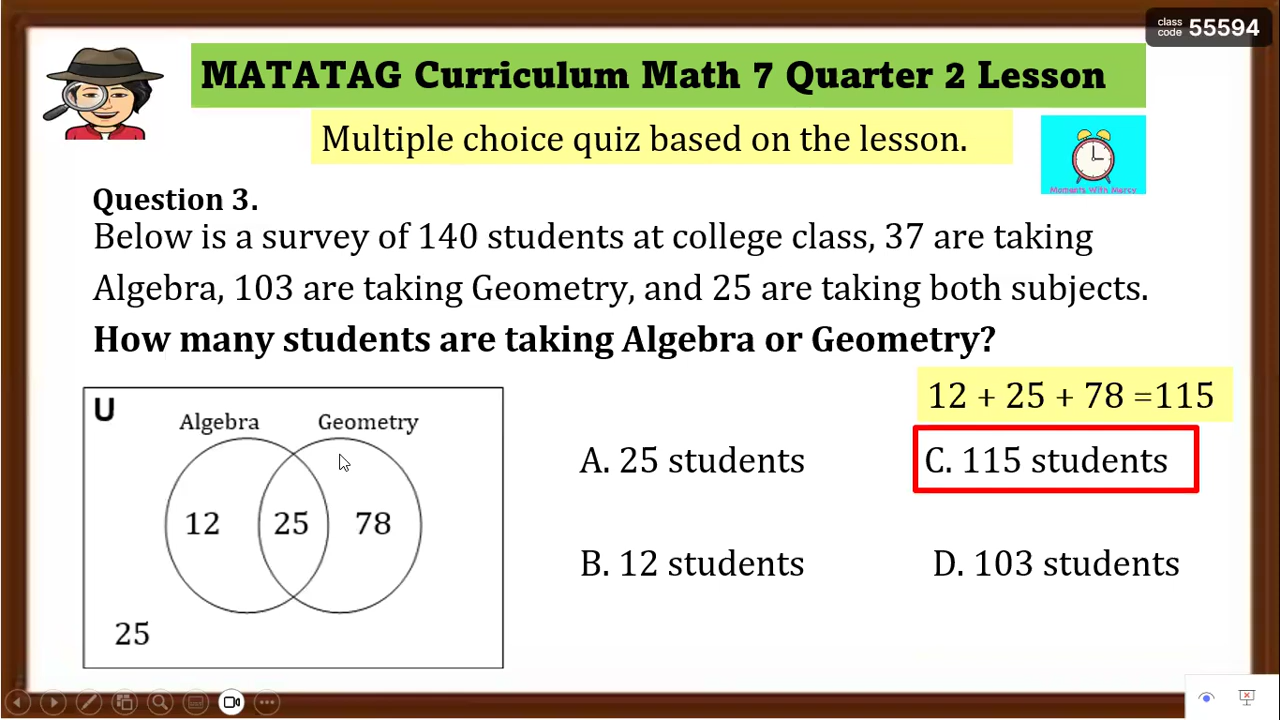 class
code 55594
MATATAG Curriculum Math 7 Quarter 2 Lesson
Multiple choice quiz based on the lesson.
Moments With Mercy
Question 3.
Below is a survey of 140 students at college class, 37 are taking
Algebra, 103 are taking Geometry, and 25 are taking both subjects.
How many students are taking Algebra or Geometry?
12 + 25 + 78 =115
U
Algebra Geometry
12 25 78
25
A. 25 students
C. 115 students
B. 12 students
D. 103 students